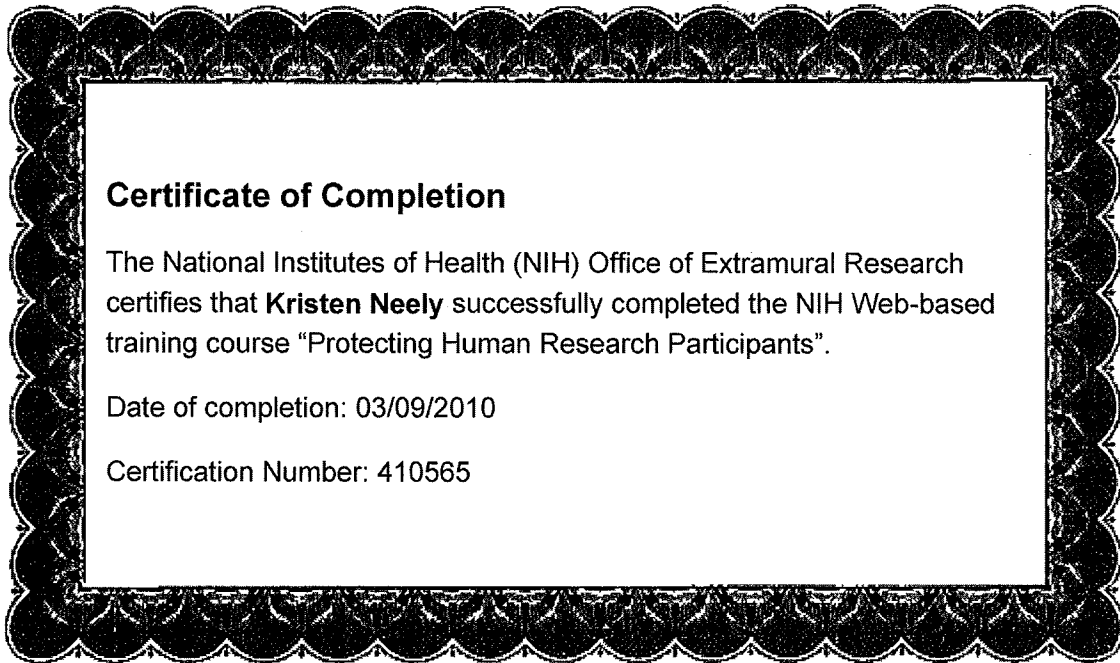 Certificate of Completion
The National Institutes of Health (NIH) Office of Extramural Research
certifies that Kristen Neely successfully completed the NIH Web-based
training course “Protecting Human Research Participants”.
Date of completion: 03/09/2010
Certification Number: 410565